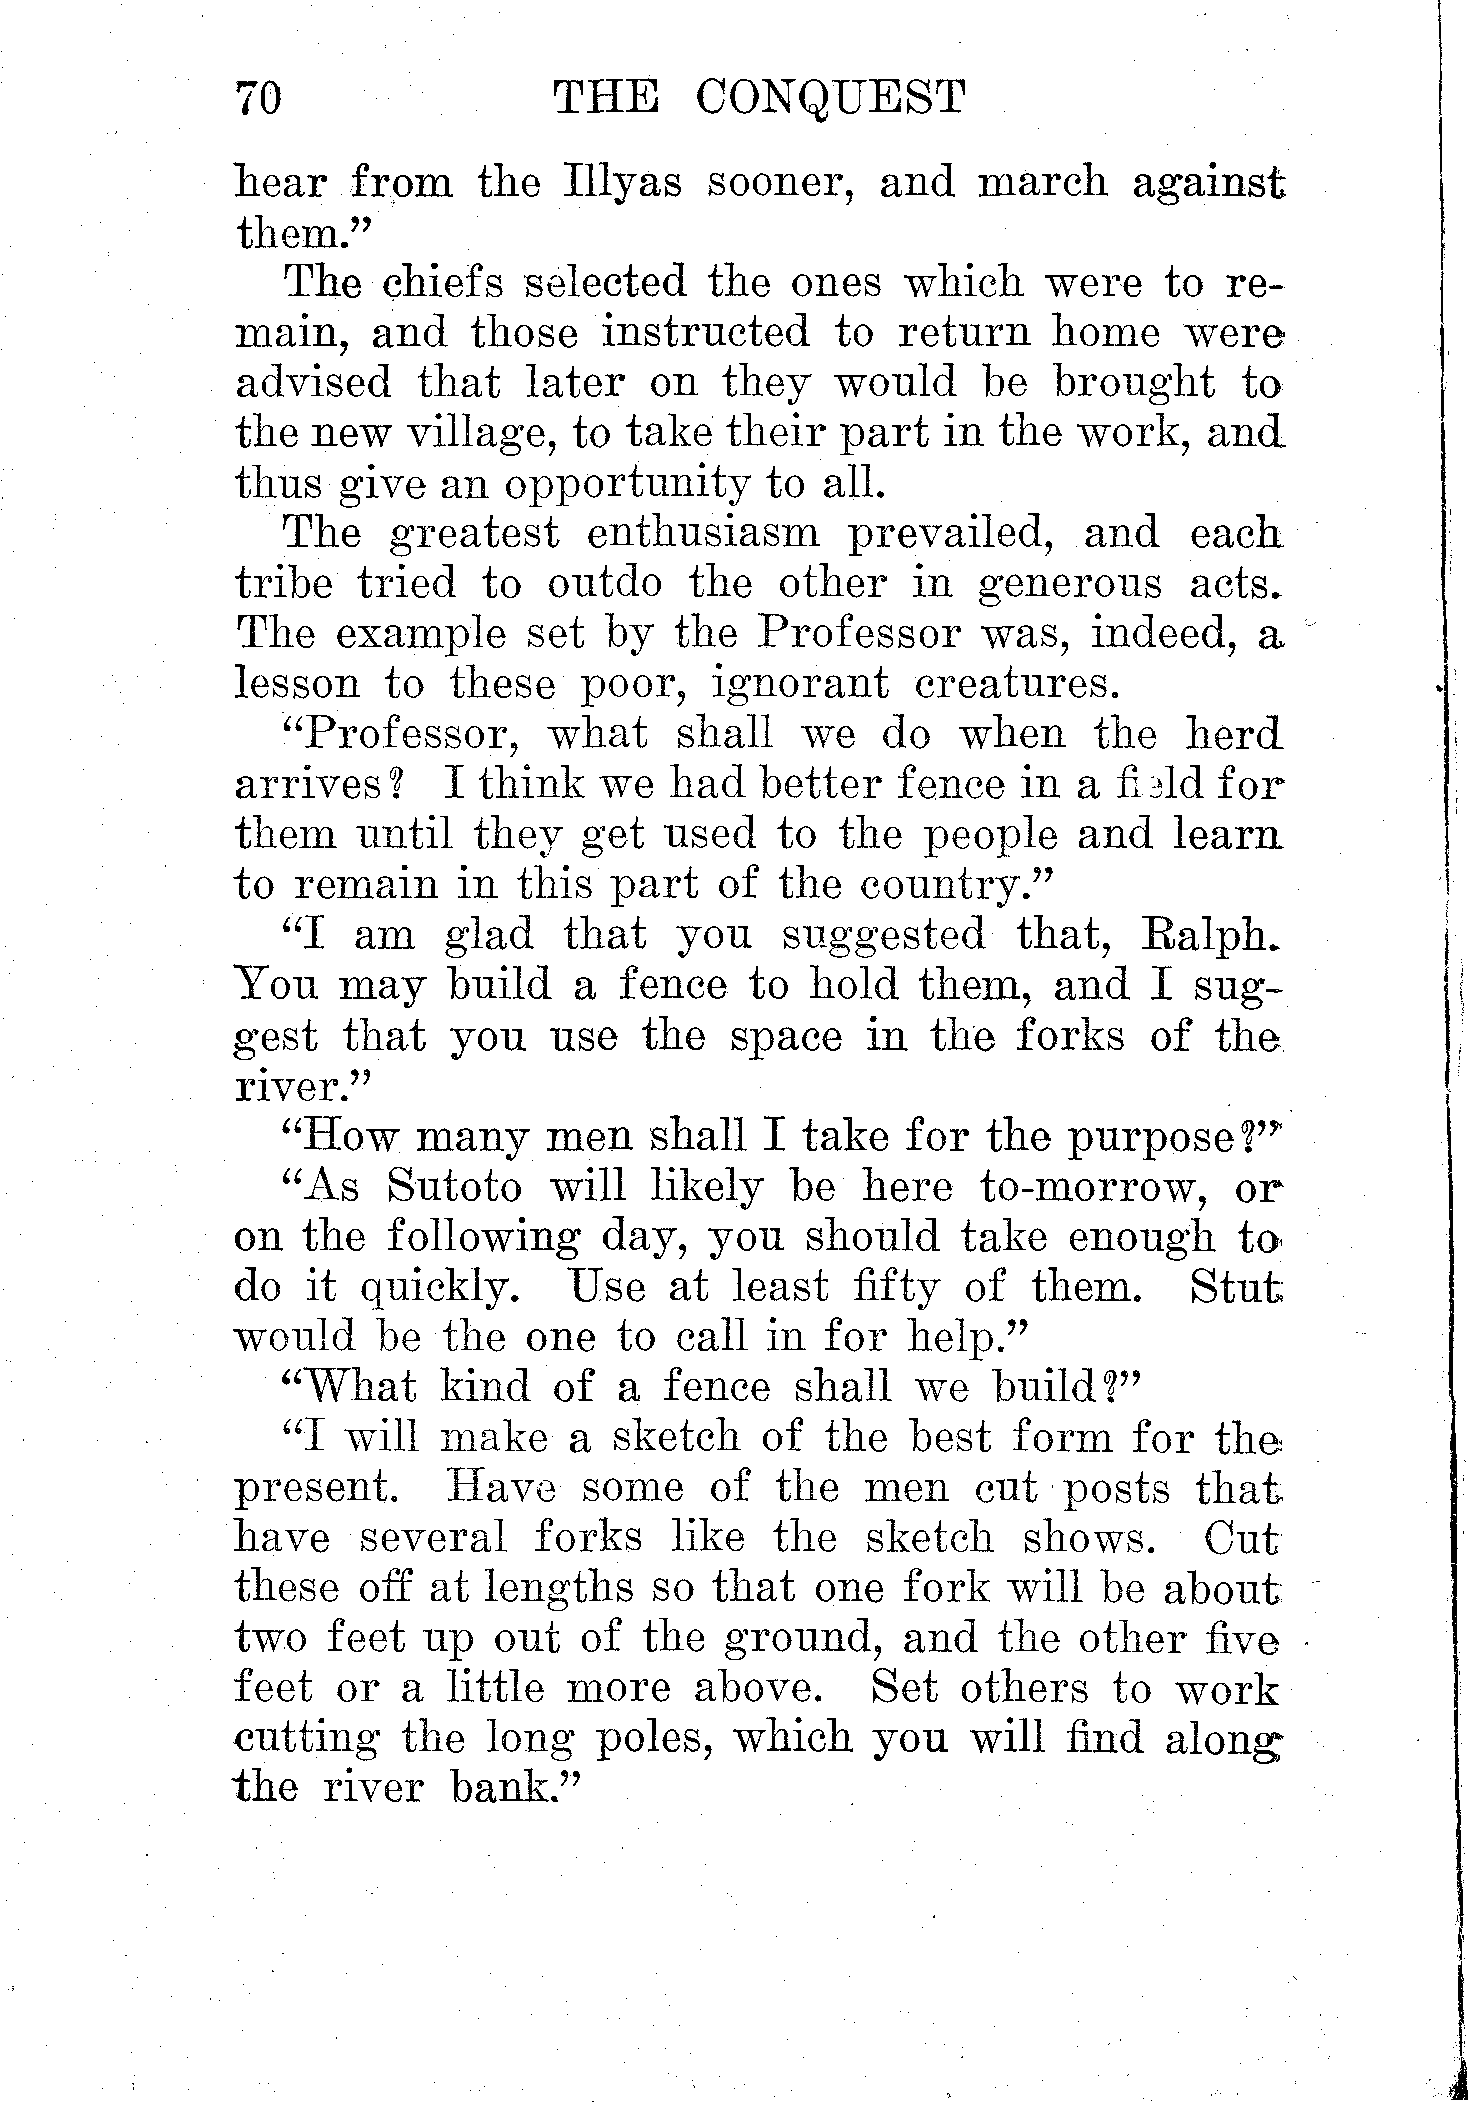 70 THE CONQUEST
hear from the Illyas sooner, and march against
them.”
The chiefs selected the ones which were to re-
main, and those instructed to return home were
advised that later on they would be brought to
the new village, to take their part in the work, and
thus give an opportunity to all.
The greatest enthusiasm prevailed, and each
tribe tried to outdo the other in generous acts.
The example set by the Professor was, indeed, a
lesson to these poor, ignorant creatures.
“Professor, what shall we do when the herd
arrives? I think we had better fence in a field for
them until they get used to the people and learn
to remain in this part of the country.”
“I am glad that you suggested that, Ralph.
You may build a fence to hold them, and I sug-
gest that you use the space in the forks of the
river.”
“How many men shall I take for the purpose?”
“As Sutoto will likely be here to-morrow, or
on the following day, you should take enough to
do it quickly. Use at least fifty of them. Stut
would be the one to call in for help.”
“What kind of a fence shall we build?”
“I will make a sketch of the best form for the
present. Have some of the men cut posts that
have several forks like the sketch shows. Cut
these off at lengths so that one fork will be about
two feet up out of the ground, and the other five
feet or a little more above. Set others to work
cutting the long poles, which you will find along
the river bank.”